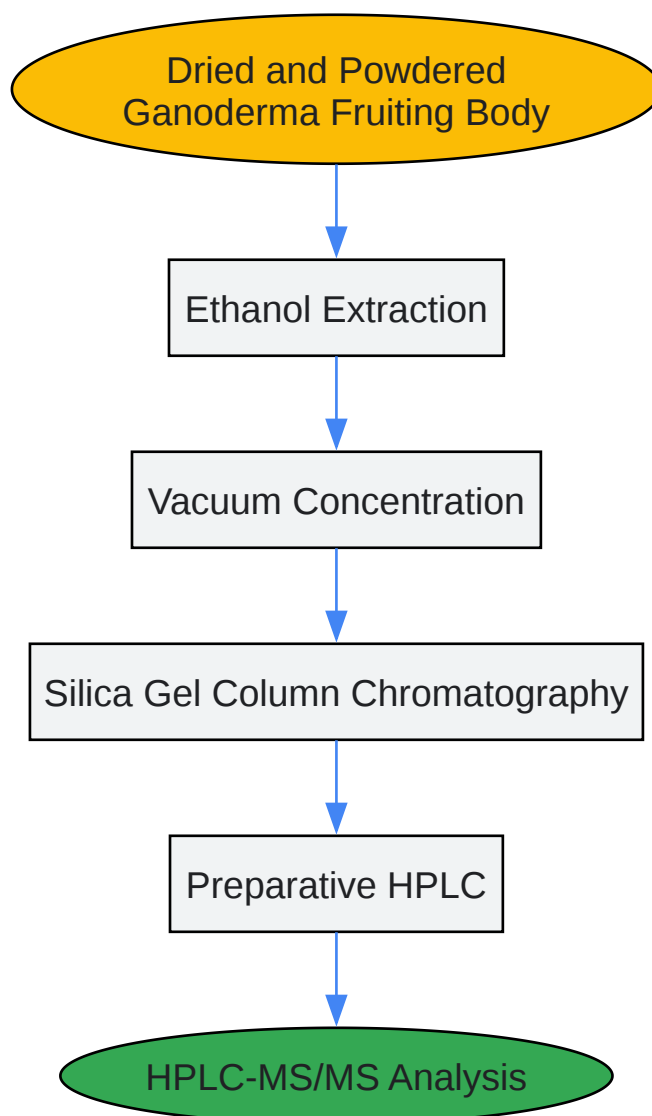 Dried and Powdered
Ganoderma Fruiting Body
Ethanol Extraction
Vacuum Concentration
Silica Gel Column Chromatography
Preparative HPLC
HPLC-MS/MS Analysis